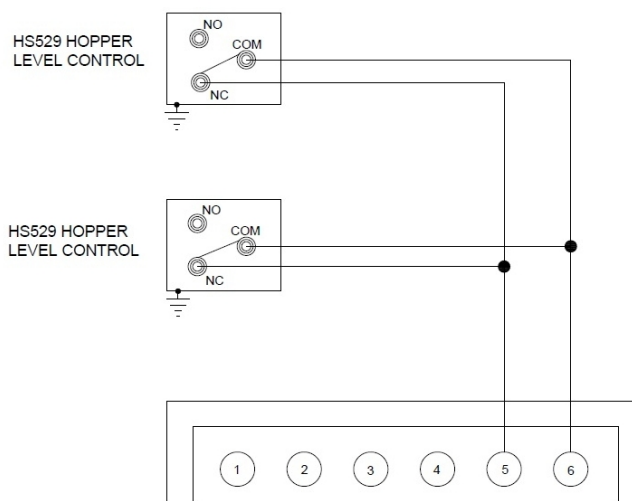 HS529 HOPPER
LEVEL CONTROL
NO
COM
NC
HS529 HOPPER
LEVEL CONTROL
NO
COM
NC
1 2 3 4 5 6